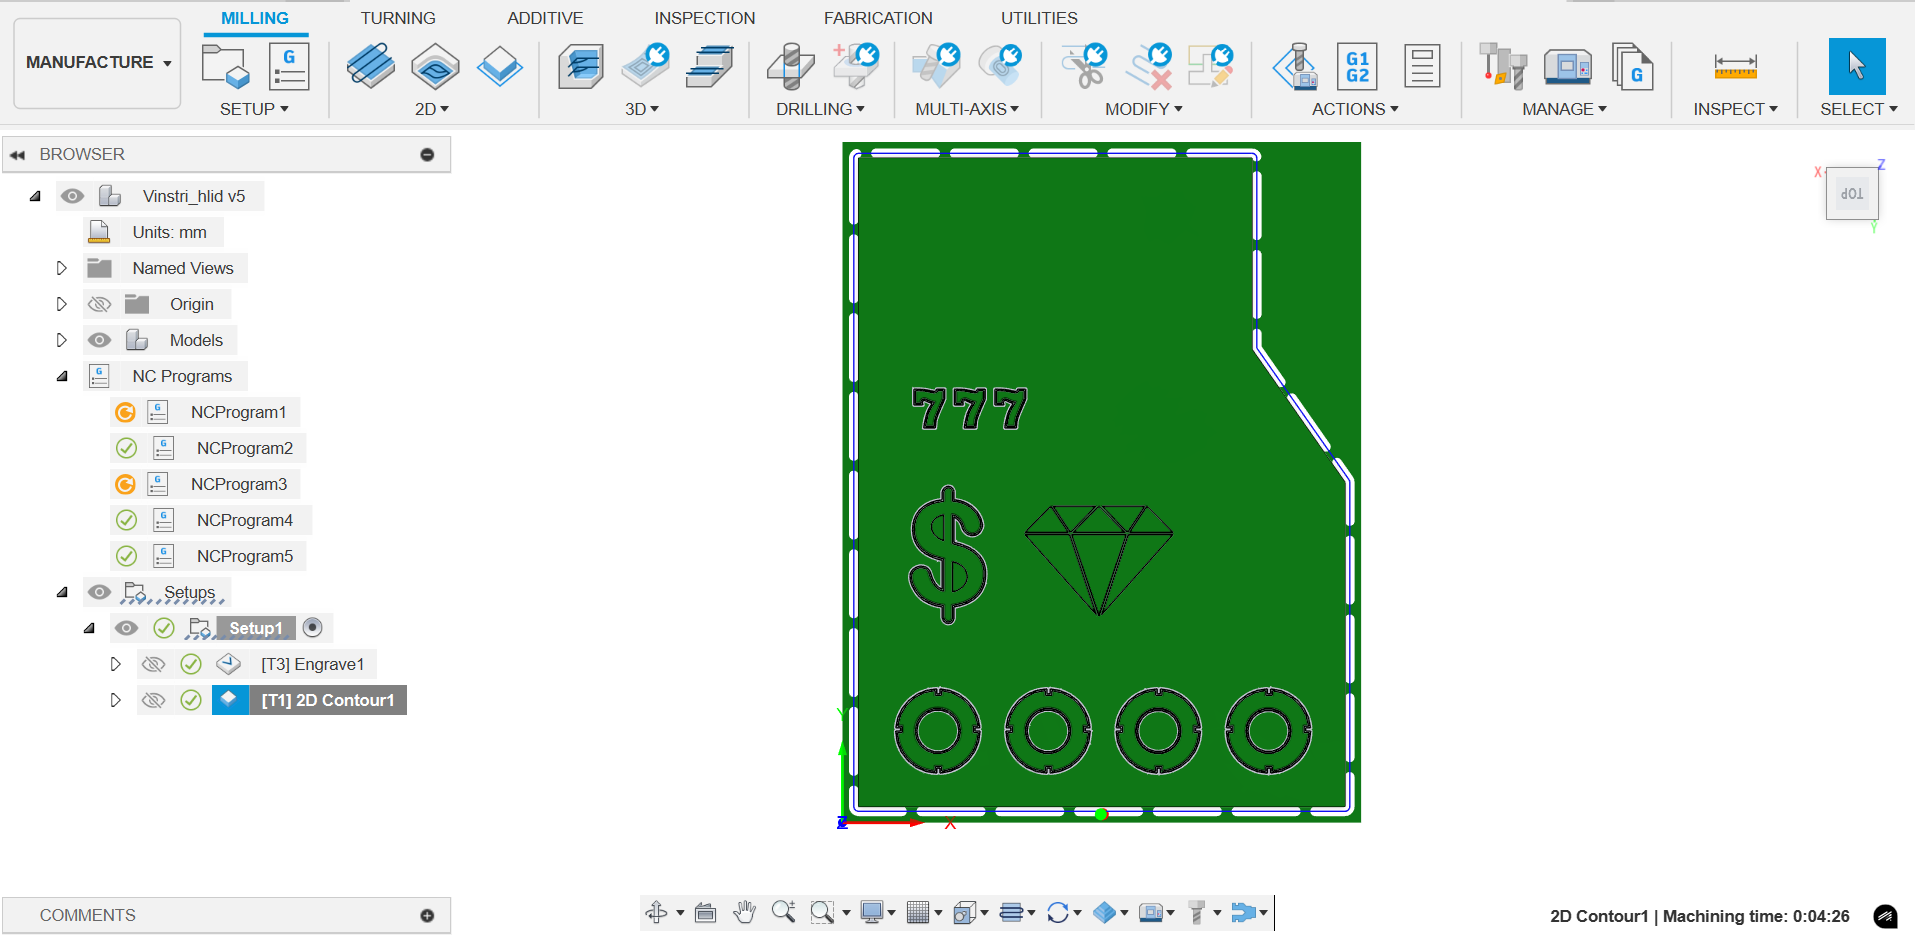 MILLING TURNING ADDITIVE INSPECTION FABRICATION UTILITIES
MANUFACTURE
G
G1
G2
G
SETUP 2D 3D DRILLING MULTI-AXIS MODIFY ACTIONS MANAGE INSPECT SELECT
BROWSER
Vinstri_hlid v5
Units: mm
Named Views
Origin
Models
G NC Programs
G NCProgram1
G NCProgram2
G NCProgram3
G NCProgram4
G NCProgram5
Setups
Setup1
[T3] Engrave1
[T1] 2D Contour1
777
$
Y
Z
X
X
Z
TOP
Y
COMMENTS
2D Contour1 | Machining time: 0:04:26